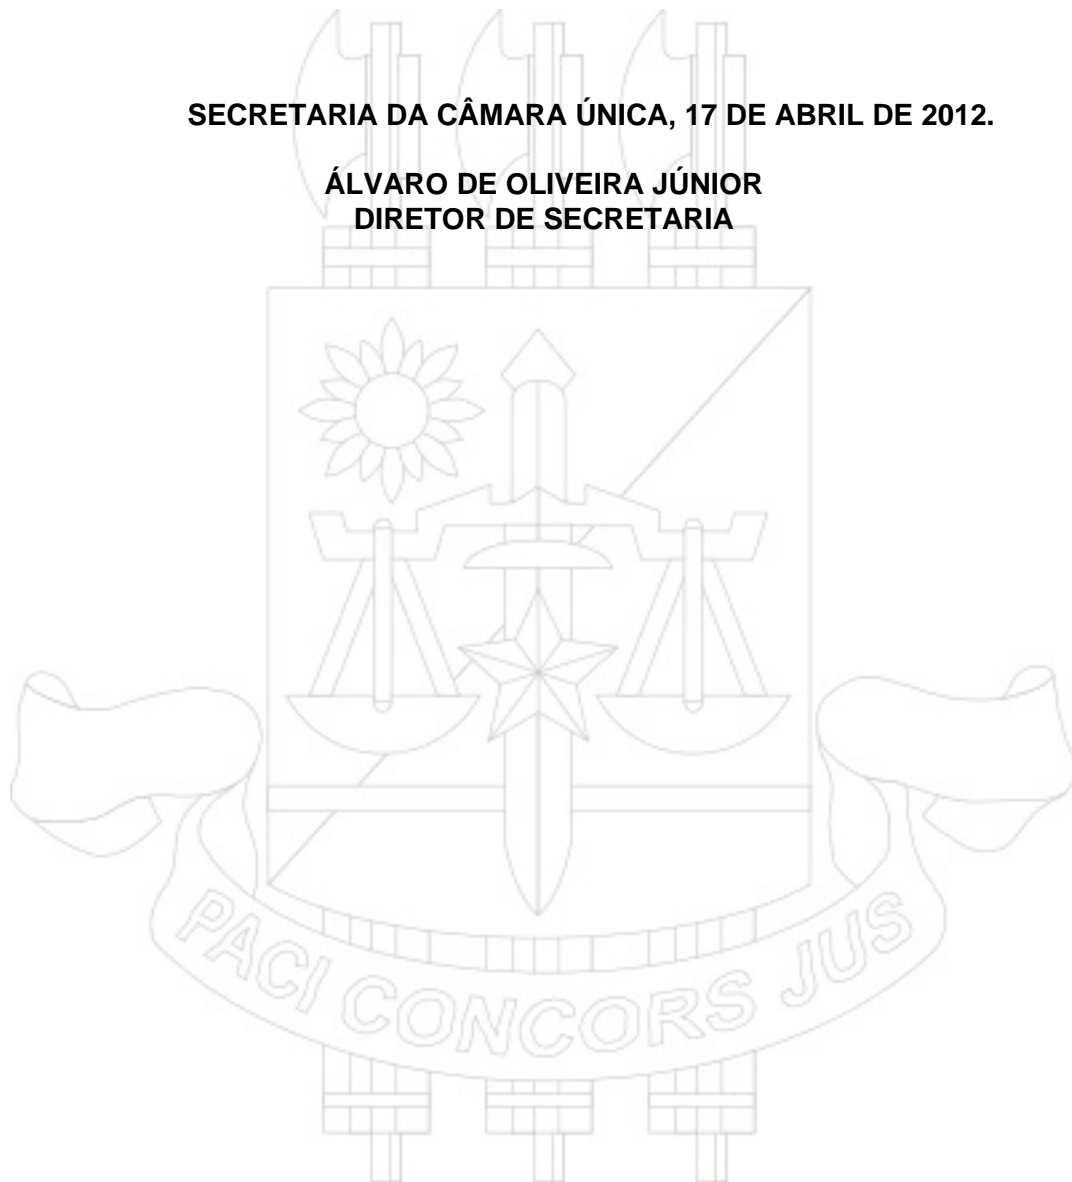 SECRETARIA DA CÂMARA ÚNICA, 17 DE ABRIL DE 2012.
ÁLVARO DE OLIVEIRA JÚNIOR
DIRETOR DE SECRETARIA
PACI CONCORS JUS